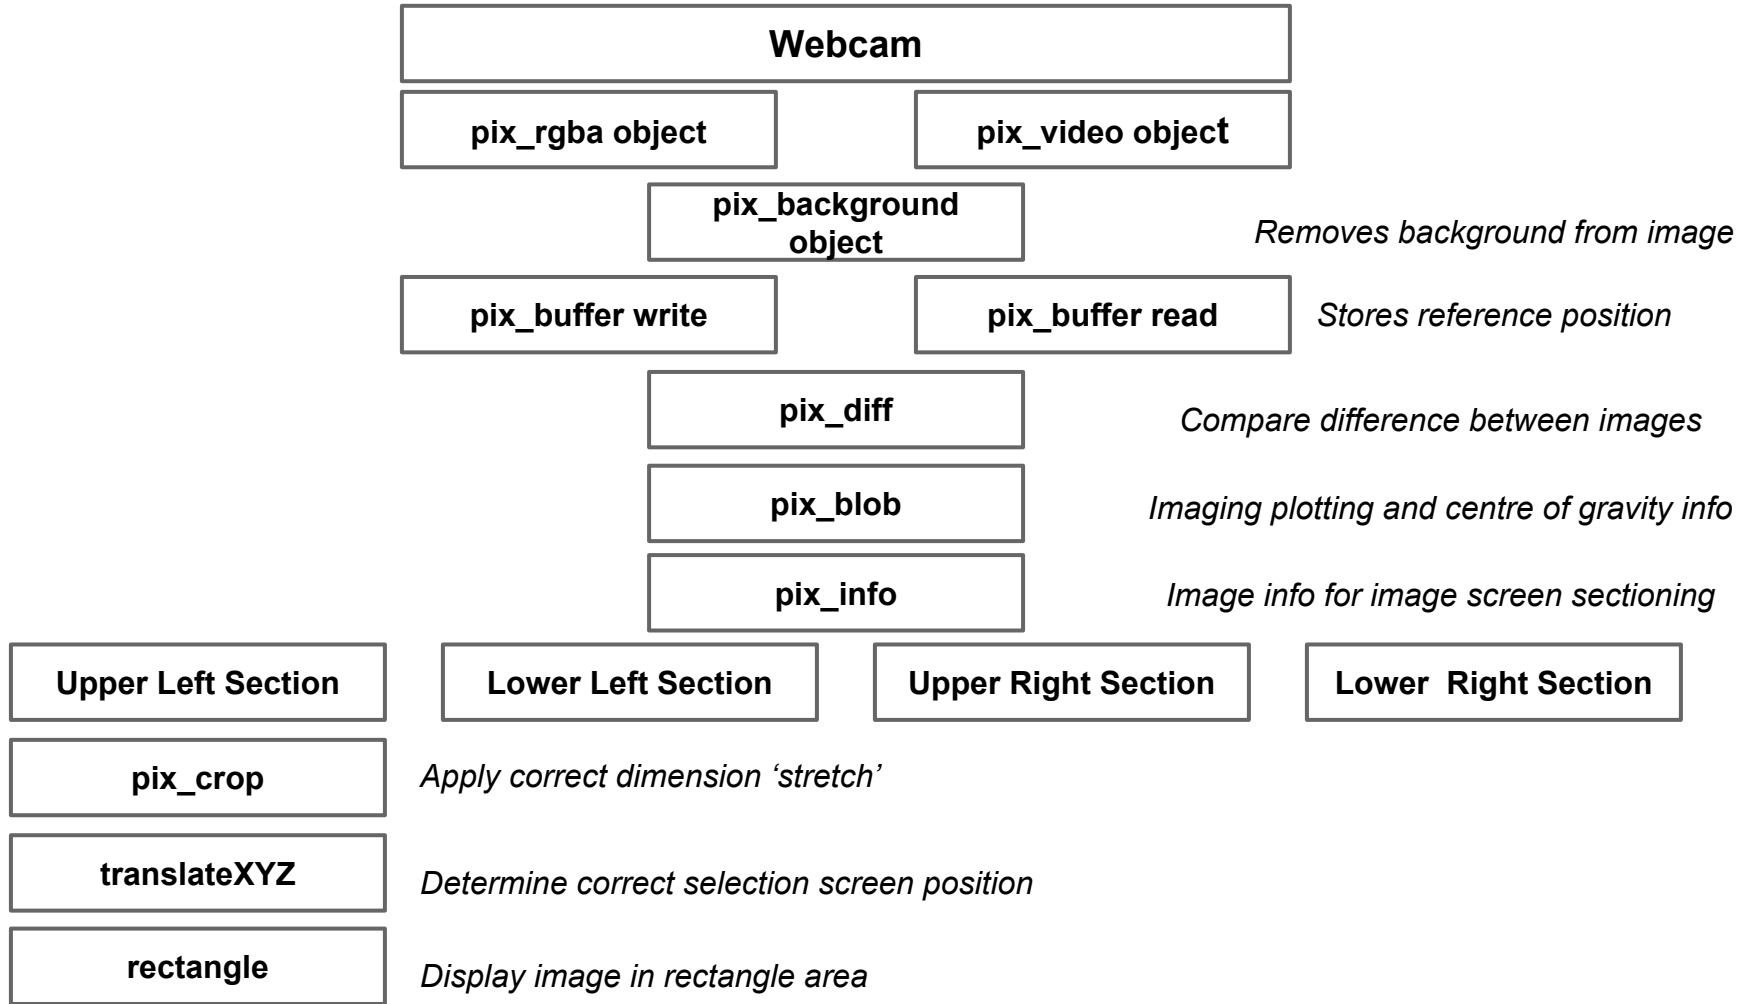 Webcam
pix_rgba object
pix_video object
pix_background
object
Removes background from image
pix_buffer write
pix_buffer read
Stores reference position
pix_diff
Compare difference between images
pix_blob
Imaging plotting and centre of gravity info
pix_info
Image info for image screen sectioning
Upper Left Section
Lower Left Section
Upper Right Section
Lower  Right Section
pix_crop
Apply correct dimension ‘stretch’
translateXYZ
Determine correct selection screen position
rectangle
Display image in rectangle area